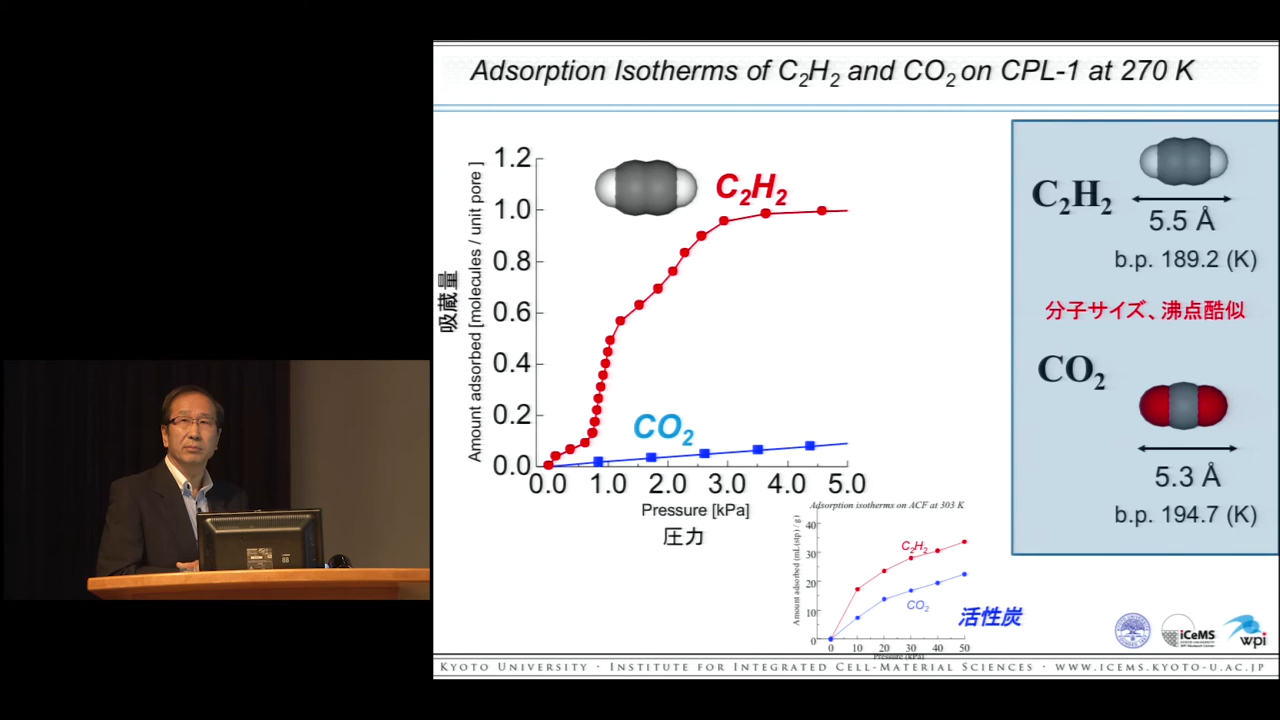 Adsorption Isotherms of C₂H₂ and CO₂ on CPL-1 at 270 K
吸蔵量
Amount adsorbed [molecules / unit pore ]
1.2
1.0
0.8
0.6
0.4
0.2
0.0
C₂H₂
CO₂
0.0 1.0 2.0 3.0 4.0 5.0
Pressure [kPa]
圧力
C₂H₂
5.5 Å
b.p. 189.2 (K)
分子サイズ、沸点酷似
CO₂
5.3 Å
b.p. 194.7 (K)
Adsorption isotherms on ACF at 303 K
Amount adsorbed (mL(stp) / g)
40
30
20
10
0
C₂H₂
CO₂
0 10 20 30 40 50
Pressure (kPa)
活性炭
iCeMS
wpi
KYOTO UNIVERSITY · INSTITUTE FOR INTEGRATED CELL-MATERIAL SCIENCES · WWW.ICEMS.KYOTO-U.AC.JP